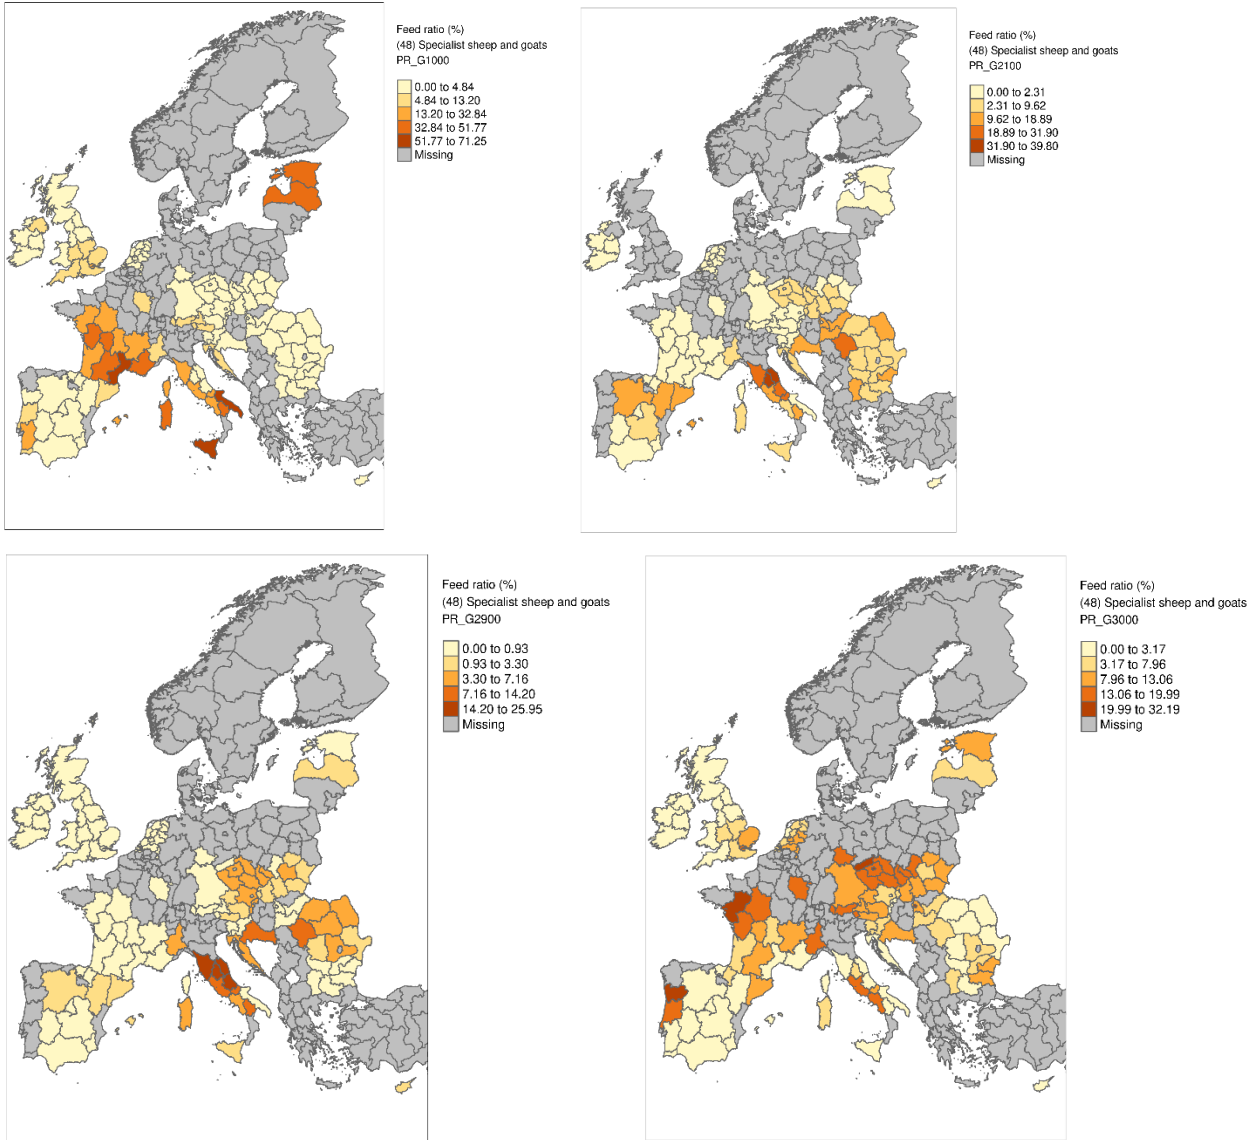 Feed ratio (%)
(48) Specialist sheep and goats
PR_G1000
0.00 to 4.84
4.84 to 13.20
13.20 to 32.84
32.84 to 51.77
51.77 to 71.25
Missing
Feed ratio (%)
(48) Specialist sheep and goats
PR_G2100
0.00 to 2.31
2.31 to 9.62
9.62 to 18.89
18.89 to 31.90
31.90 to 39.80
Missing
Feed ratio (%)
(48) Specialist sheep and goats
PR_G2900
0.00 to 0.93
0.93 to 3.30
3.30 to 7.16
7.16 to 14.20
14.20 to 25.95
Missing
Feed ratio (%)
(48) Specialist sheep and goats
PR_G3000
0.00 to 3.17
3.17 to 7.96
7.96 to 13.06
13.06 to 19.99
19.99 to 32.19
Missing